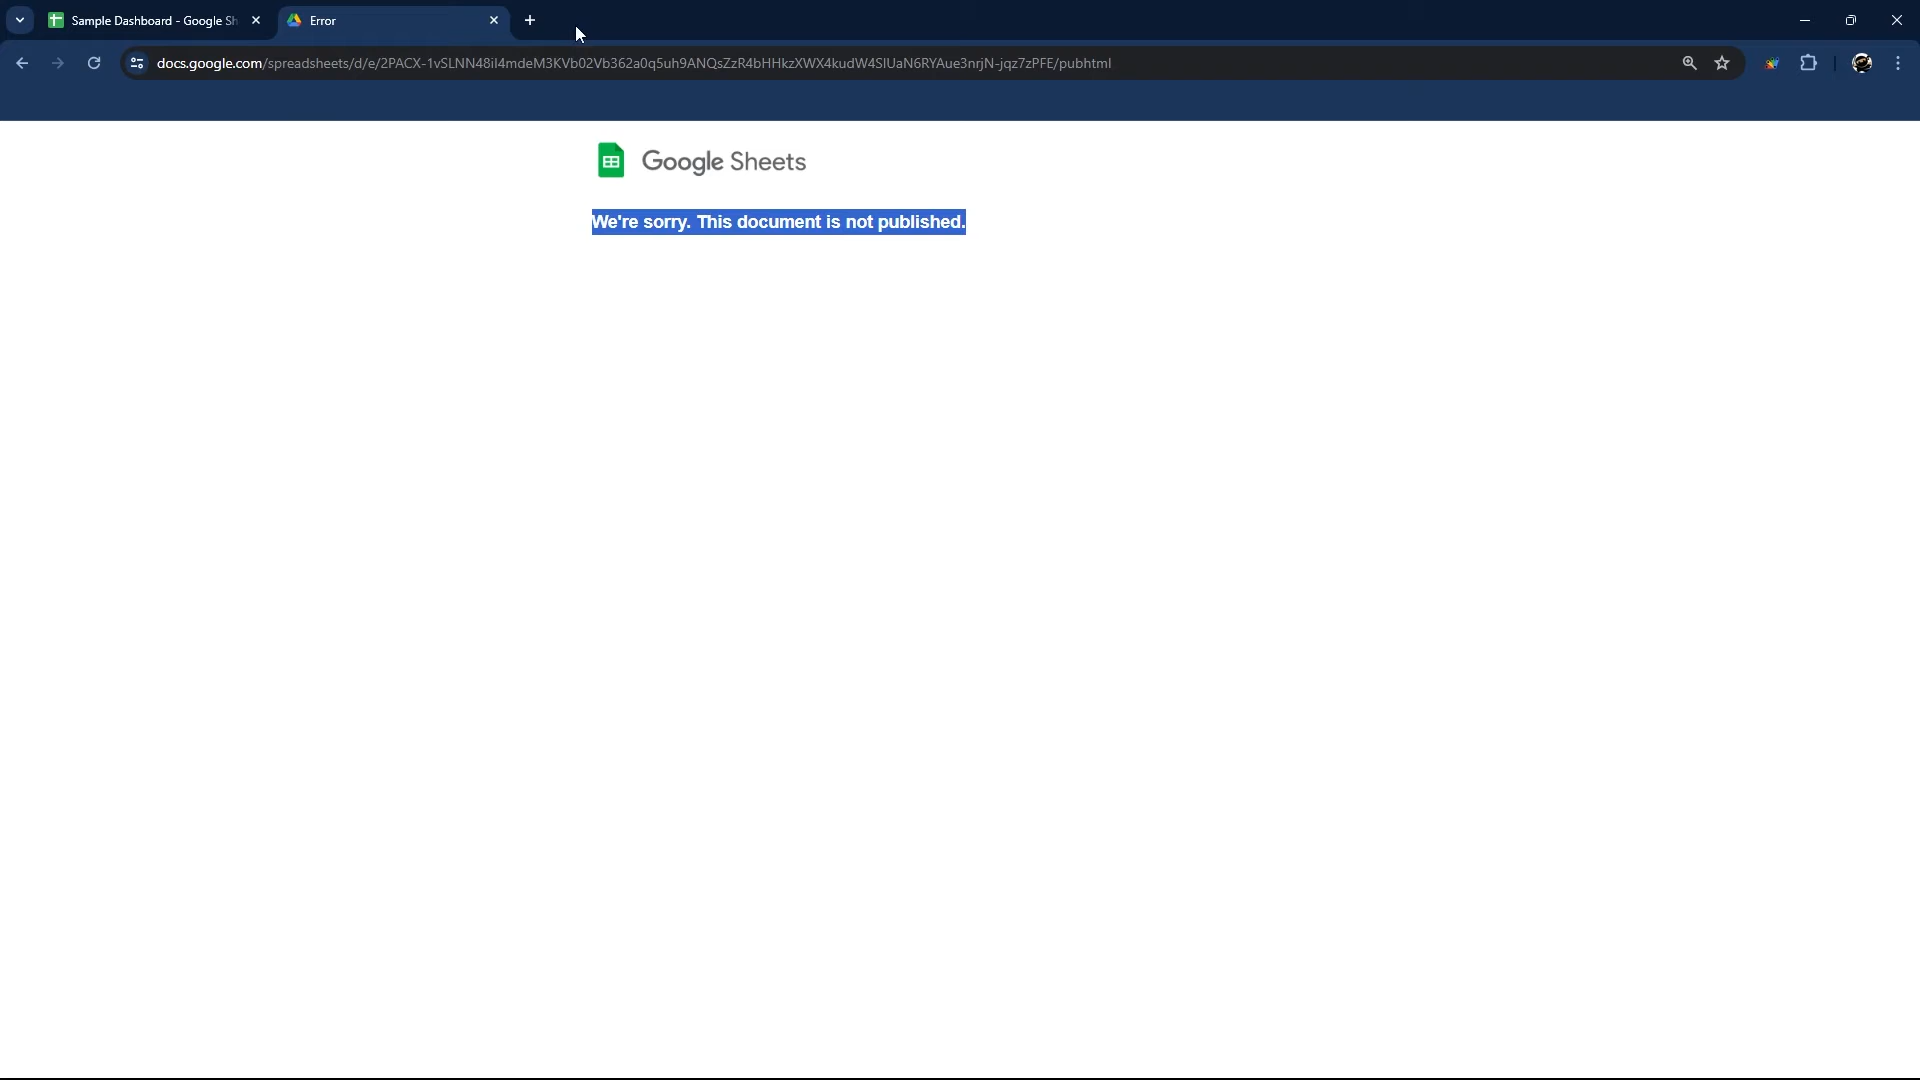 Sample Dashboard - Google Sh
Error
docs.google.com/spreadsheets/d/e/2PACX-1vSLNN48iI4mdeM3KVb02Vb362a0q5uh9ANQsZzR4bHHkzXWX4kudW4SIUaN6RYAue3nrjN-jqz7zPFE/pubhtml
Google Sheets
We're sorry. This document is not published.